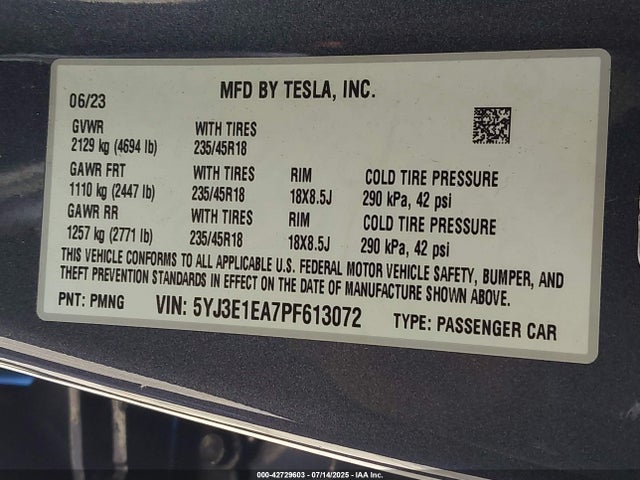 06/23 MFD BY TESLA, INC.
GVWR WITH TIRES
2129 kg (4694 lb) 235/45R18
GAWR FRT WITH TIRES RIM COLD TIRE PRESSURE
1110 kg (2447 lb) 235/45R18 18X8.5J 290 kPa, 42 psi
GAWR RR WITH TIRES RIM COLD TIRE PRESSURE
1257 kg (2771 lb) 235/45R18 18X8.5J 290 kPa, 42 psi
THIS VEHICLE CONFORMS TO ALL APPLICABLE U.S. FEDERAL MOTOR VEHICLE SAFETY, BUMPER, AND
THEFT PREVENTION STANDARDS IN EFFECT ON THE DATE OF MANUFACTURE SHOWN ABOVE.
PNT: PMNG VIN: 5YJ3E1EA7PF613072 TYPE: PASSENGER CAR
000-42729603 - 07/14/2025 - IAA Inc.